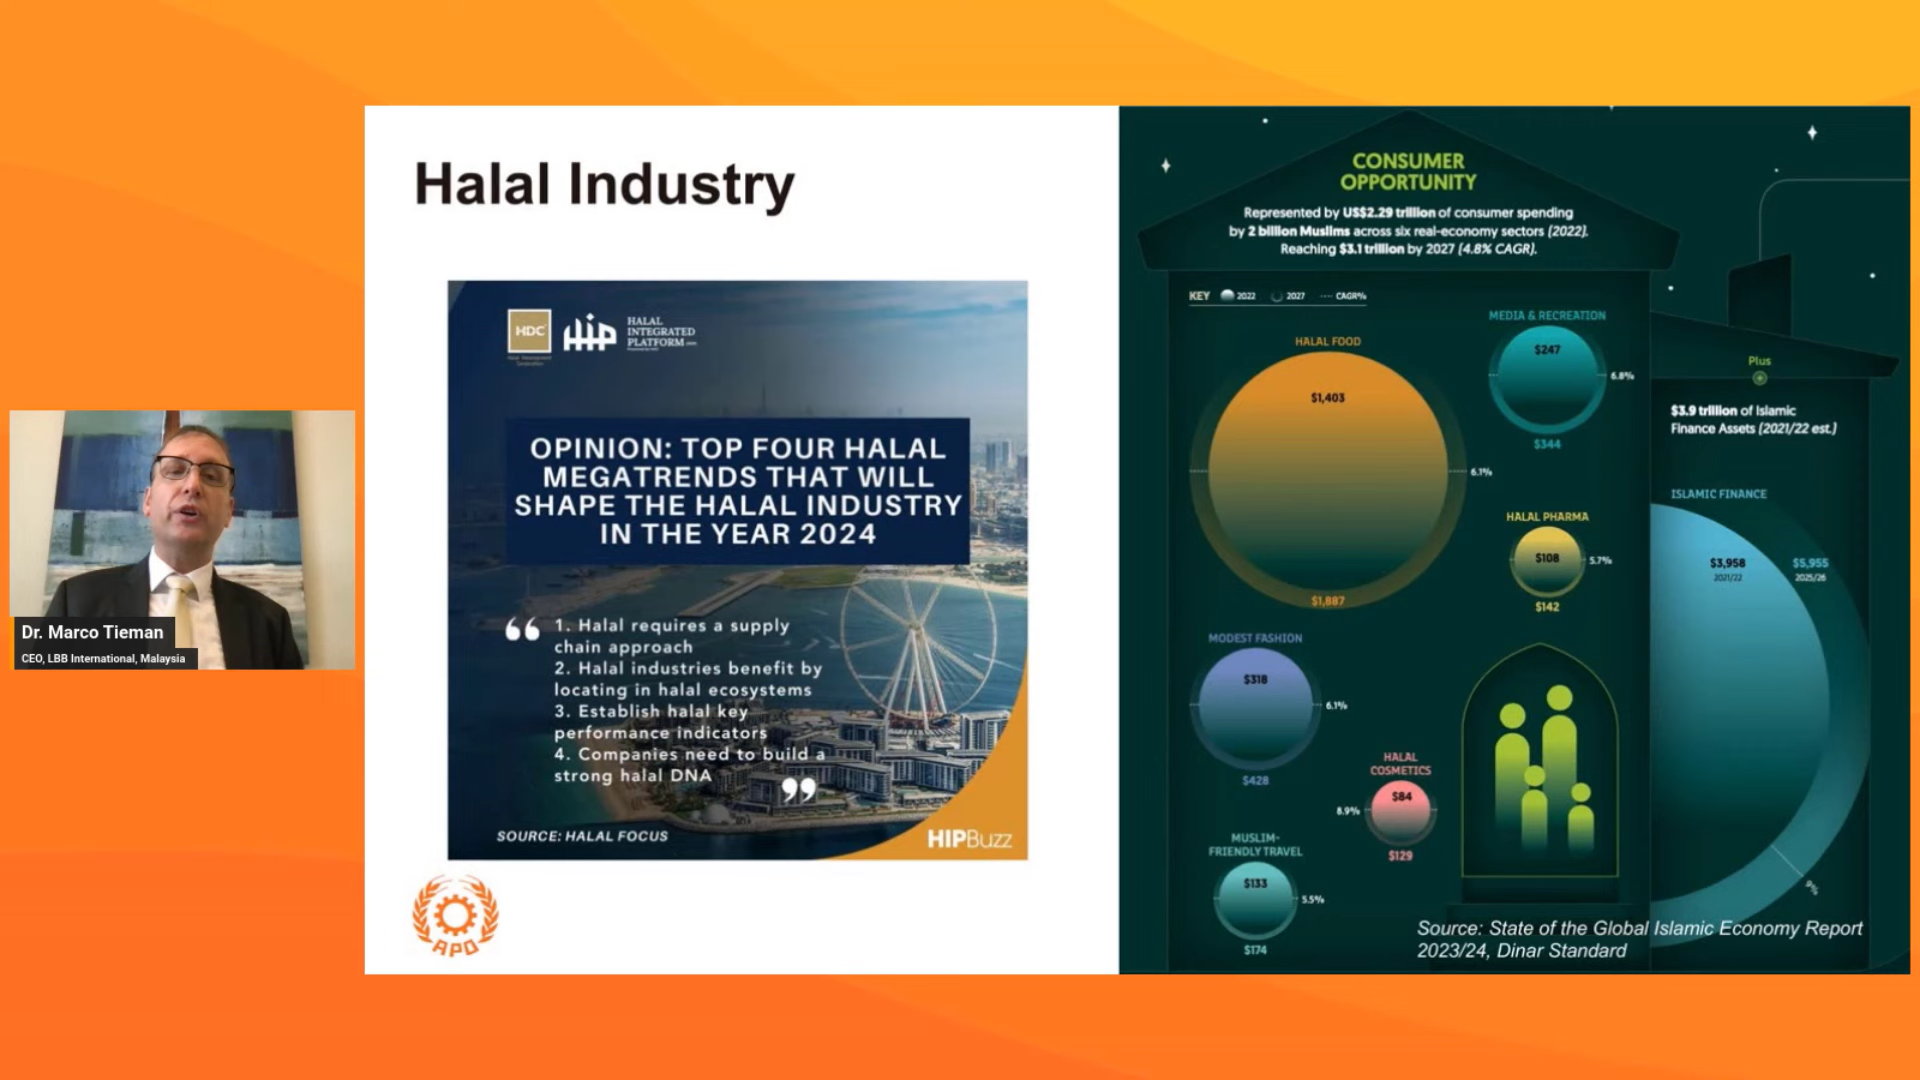 Halal Industry
HDC
HALAL
INTEGRATED
PLATFORM.com
OPINION: TOP FOUR HALAL
MEGATRENDS THAT WILL
SHAPE THE HALAL INDUSTRY
IN THE YEAR 2024
“
1. Halal requires a supply
chain approach
2. Halal industries benefit by
locating in halal ecosystems
3. Establish halal key
performance indicators
4. Companies need to build a
strong halal DNA
”
SOURCE: HALAL FOCUS
HIPBuzz
APO
Dr. Marco Tieman
CEO, LBB International, Malaysia
CONSUMER
OPPORTUNITY
Represented by US$2.29 trillion of consumer spending
by 2 billion Muslims across six real-economy sectors (2022).
Reaching $3.1 trillion by 2027 (4.8% CAGR).
KEY 2022 2027 CAGR%
HALAL FOOD
$1,403
6.1%
$1,887
MEDIA & RECREATION
$247
6.8%
$344
HALAL PHARMA
$108
5.7%
$142
MODEST FASHION
$318
6.1%
$428
HALAL
COSMETICS
$84
8.9%
$129
MUSLIM-
FRIENDLY TRAVEL
$133
5.5%
$174
Plus
$3.9 trillion of Islamic
Finance Assets (2021/22 est.)
ISLAMIC FINANCE
$3,958 $5,955
2021/22 2025/26
9%
Source: State of the Global Islamic Economy Report
2023/24, Dinar Standard